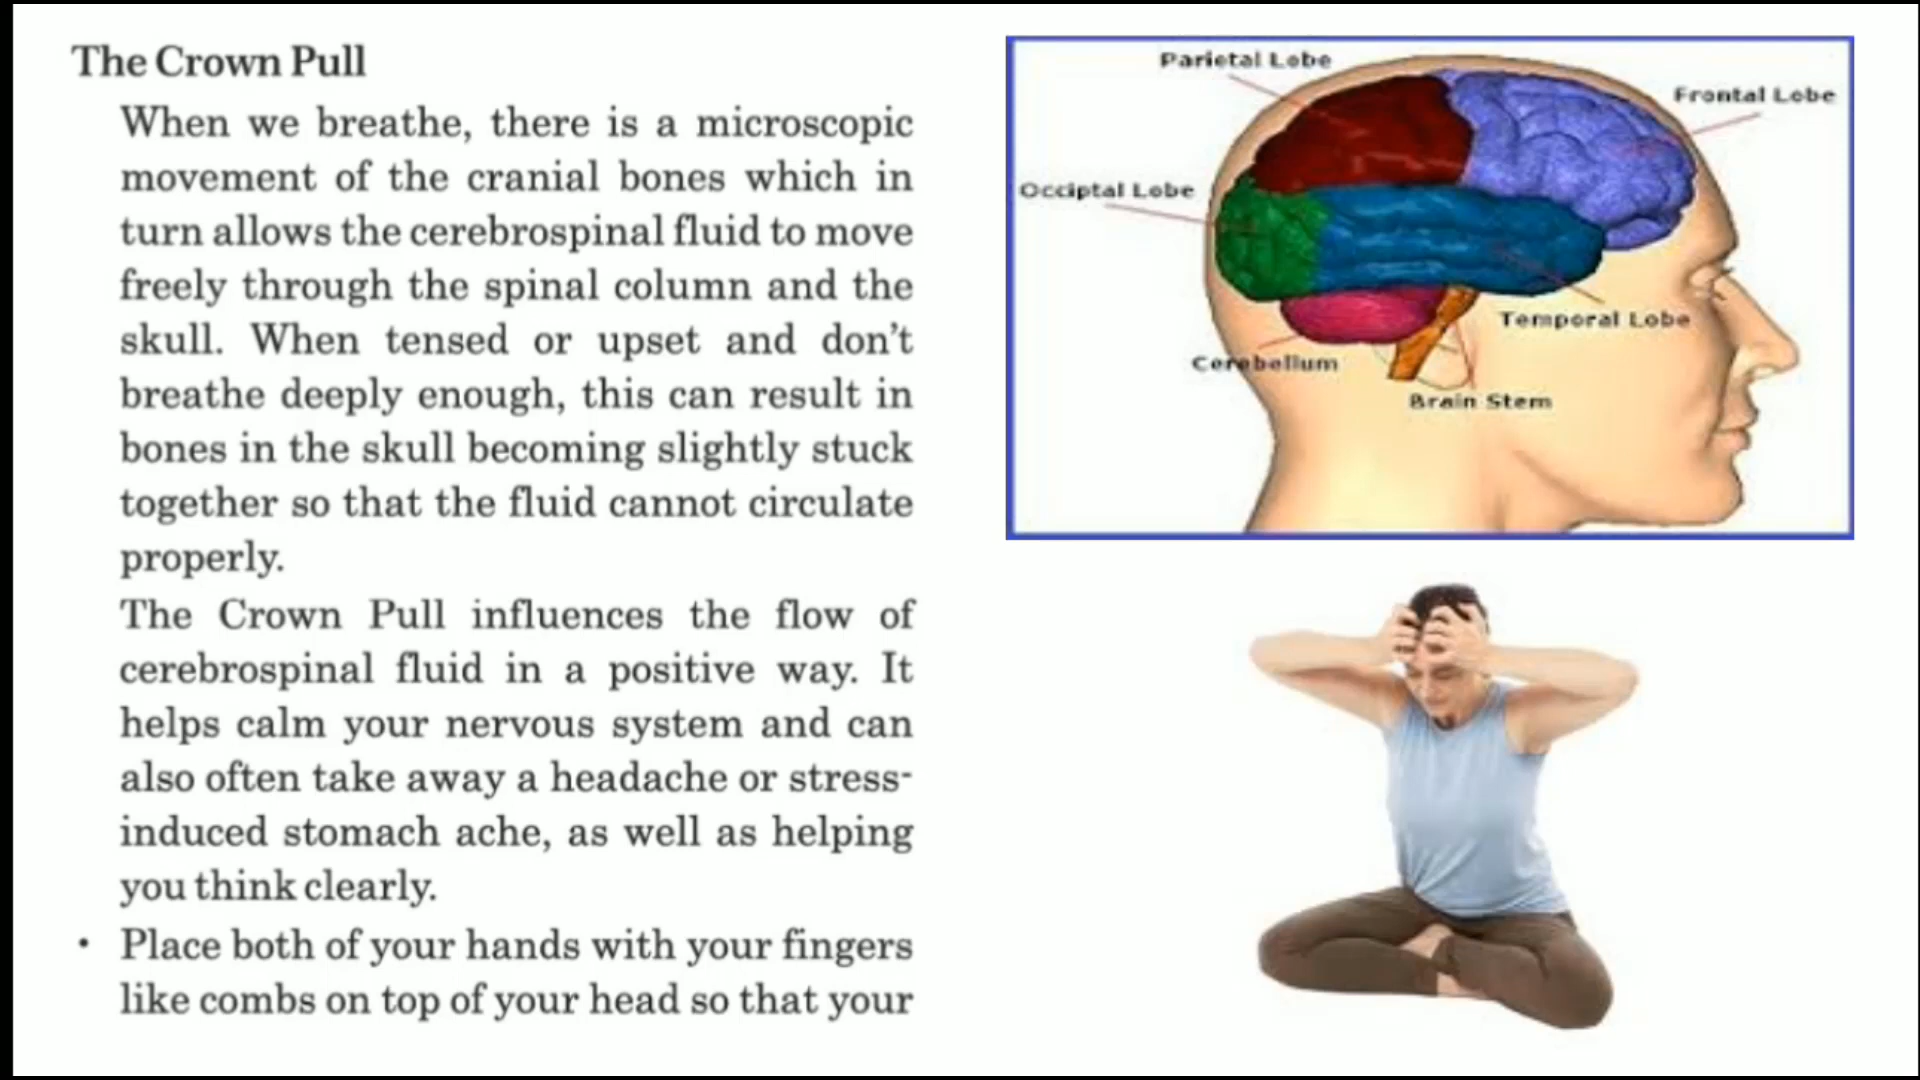 The Crown Pull
When we breathe, there is a microscopic
movement of the cranial bones which in
turn allows the cerebrospinal fluid to move
freely through the spinal column and the
skull. When tensed or upset and don't
breathe deeply enough, this can result in
bones in the skull becoming slightly stuck
together so that the fluid cannot circulate
properly.
The Crown Pull influences the flow of
cerebrospinal fluid in a positive way. It
helps calm your nervous system and can
also often take away a headache or stress-
induced stomach ache, as well as helping
you think clearly.
• Place both of your hands with your fingers
like combs on top of your head so that your
Parietal Lobe
Frontal Lobe
Occiptal Lobe
Temporal Lobe
Cerebellum
Brain Stem